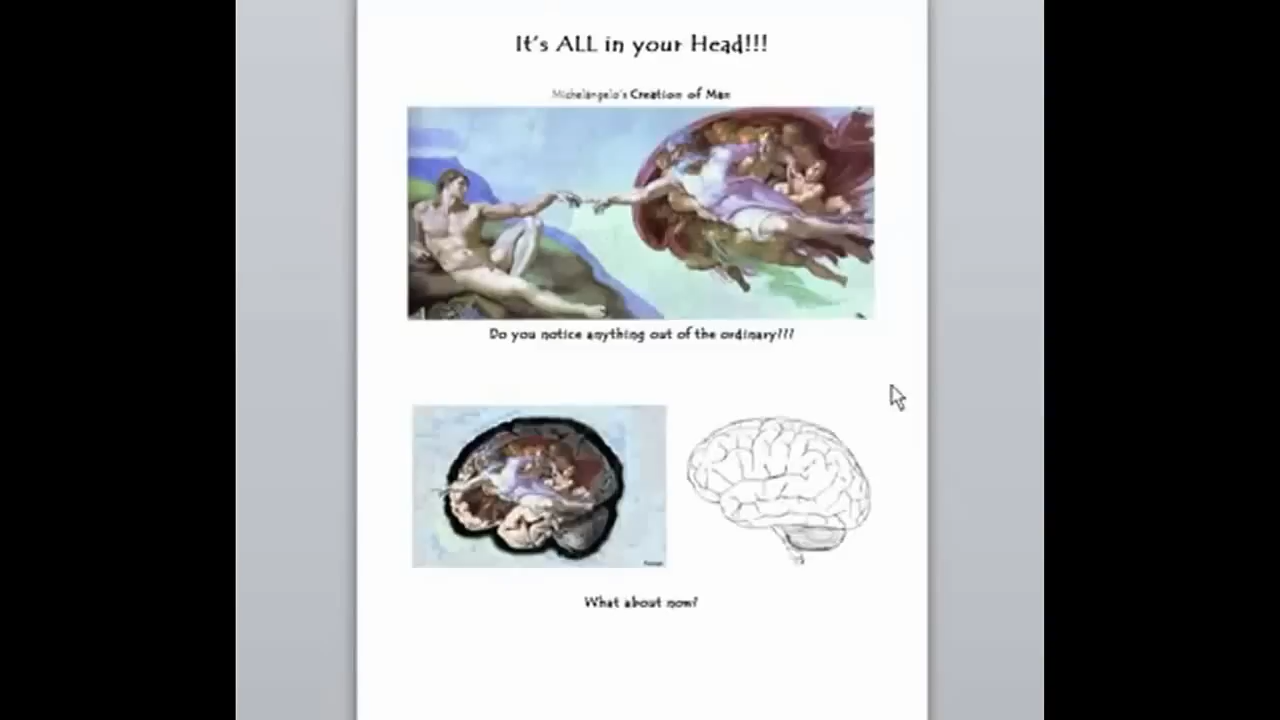 It's ALL in your Head!!!
Michelangelo's Creation of Man
Do you notice anything out of the ordinary???
What about now?